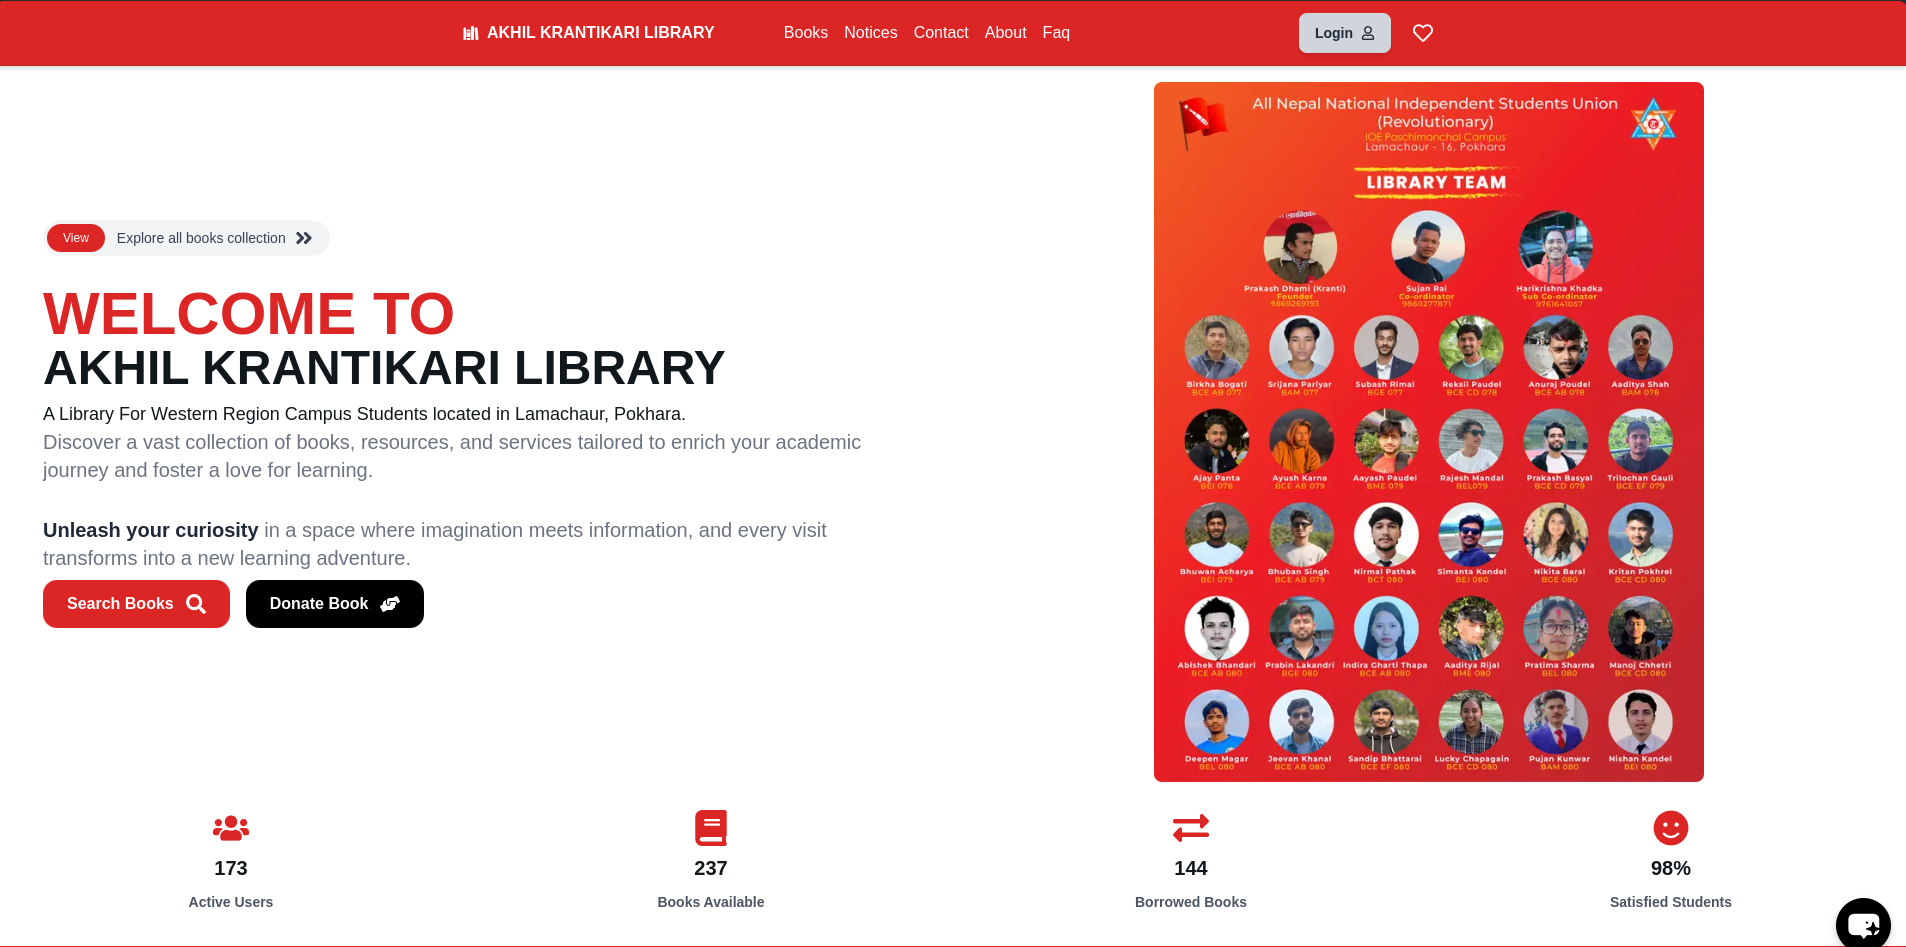 AKHIL KRANTIKARI LIBRARY
Books Notices Contact About Faq
Login
View Explore all books collection
WELCOME TO
AKHIL KRANTIKARI LIBRARY
A Library For Western Region Campus Students located in Lamachaur, Pokhara.
Discover a vast collection of books, resources, and services tailored to enrich your academic
journey and foster a love for learning.
Unleash your curiosity in a space where imagination meets information, and every visit
transforms into a new learning adventure.
Search Books Donate Book
All Nepal National Independent Students Union
(Revolutionary)
IOE Paschimanchal Campus
Lamachaur - 16, Pokhara
LIBRARY TEAM
Prakash Dhami (Kranti) Sujan Rai Harikrishna Khadka
Founder Co-ordinator Sub Co-ordinator
9869269193 9860277871 9761641057
Birkha Bogati Srijana Pariyar Subash Rimal Reksil Paudel Anuraj Poudel Aaditya Shah
BCE AB 077 BAM 077 BGE 077 BCE CD 078 BCE AB 078 BAM 078
Ajay Panta Ayush Karna Aayash Paudel Rajesh Mandal Prakash Basyal Trilochan Gauli
BEI 078 BCE AB 079 BME 079 BEL079 BCE CD 079 BCE EF 079
Bhuwan Acharya Bhuban Singh Nirmal Pathak Simanta Kandel Nikita Baral Kritan Pokhrel
BEI 079 BCE AB 079 BCT 080 BEI 080 BGE 080 BCE CD 080
Abishek Bhandari Prabin Lakandri Indira Gharti Thapa Aaditya Rijal Pratima Sharma Manoj Chhetri
BCE AB 080 BGE 080 BCE AB 080 BME 080 BEL 080 BCE CD 080
Deepen Magar Jeevan Khanal Sandip Bhattarai Lucky Chapagain Pujan Kunwar Nishan Kandel
BEL 080 BCE AB 080 BCE EF 080 BCE CD 080 BAM 080 BEI 080
173 237 144 98%
Active Users Books Available Borrowed Books Satisfied Students